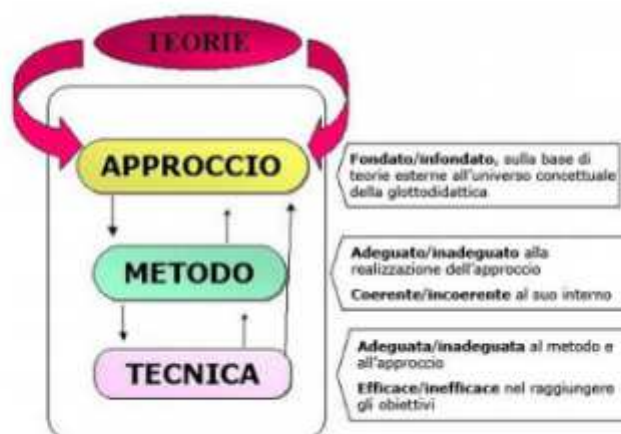 TEORIE
APPROCCIO
Fondato/infondato, sulla base di
teorie esterne all'universo concettuale
della glottodidattica
METODO
Adeguato/inadeguato alla
realizzazione dell'approccio
Coerente/incoerente al suo interno
TECNICA
Adeguata/inadeguata al metodo e
all'approccio
Efficace/inefficace nel raggiungere
gli obiettivi